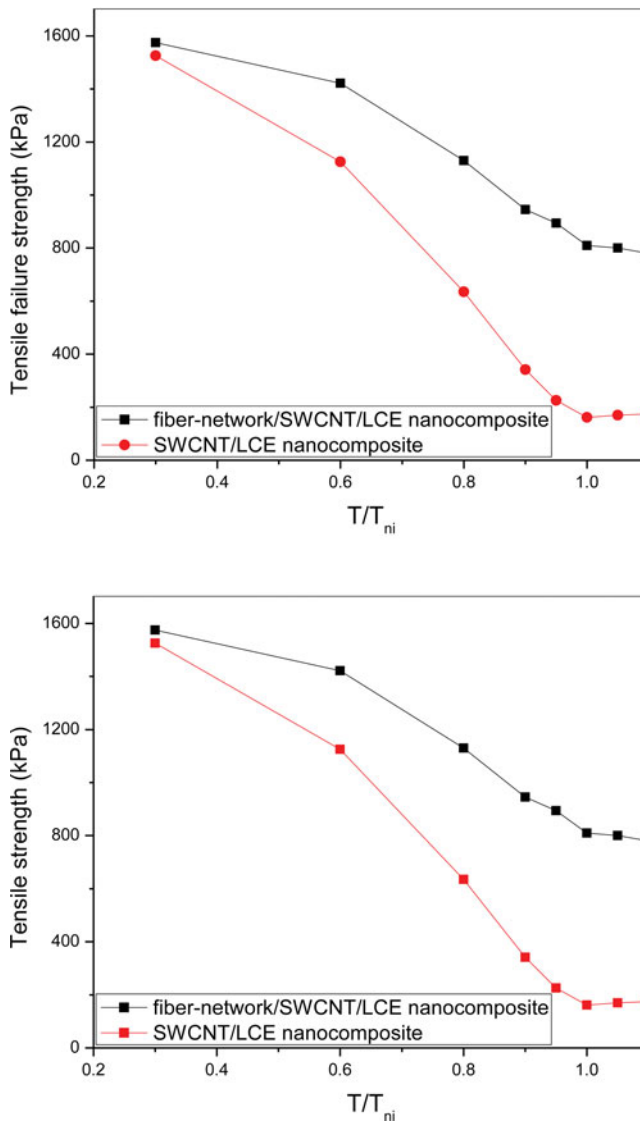 Tensile failure strength (kPa)
1600
1200
800
400
0
fiber-network/SWCNT/LCE nanocomposite
SWCNT/LCE nanocomposite
0.2 0.4 0.6 0.8 1.0
T/Tni
Tensile strength (kPa)
1600
1200
800
400
0
fiber-network/SWCNT/LCE nanocomposite
SWCNT/LCE nanocomposite
0.2 0.4 0.6 0.8 1.0
T/Tni